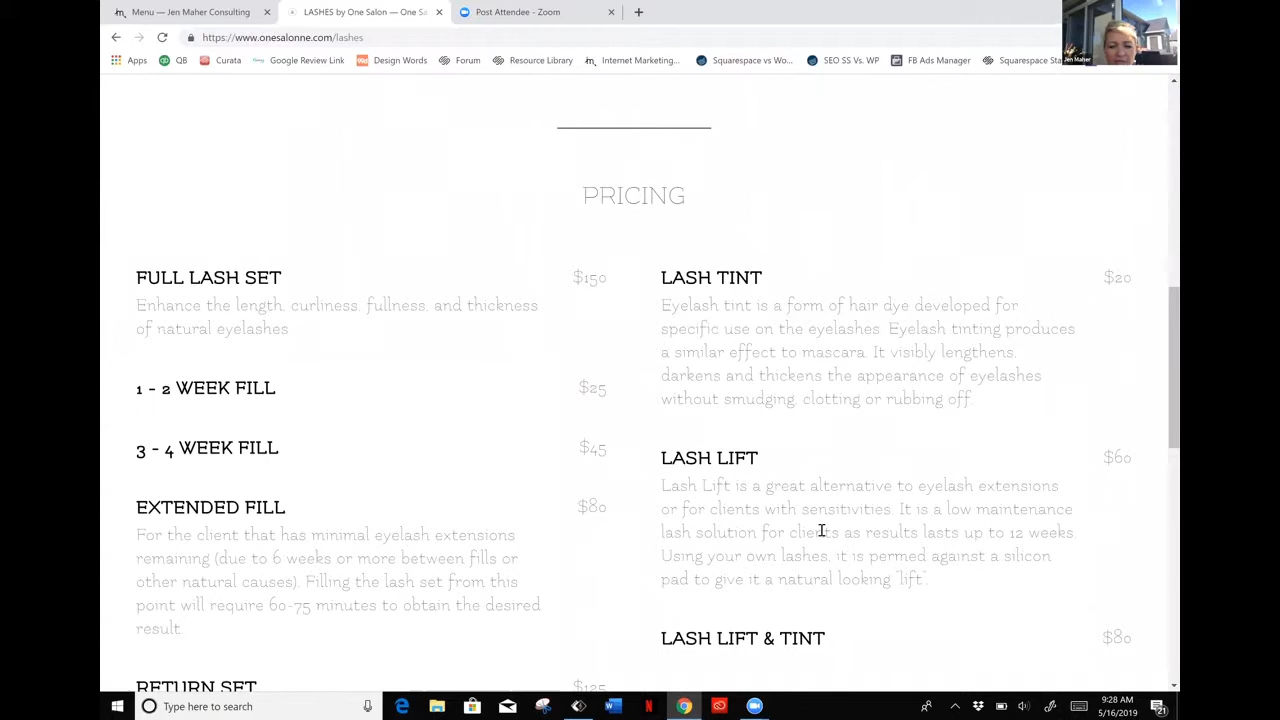 Menu — Jen Maher Consulting
LASHES by One Salon — One Sa
Post Attendee - Zoom
https://www.onesalonne.com/lashes
Apps
QB
Curata
Google Review Link
Design Words
Forum
Resource Library
Internet Marketing...
Squarespace vs Wo...
SEO SS Vs. WP
FB Ads Manager
Squarespace Sta
Jen Maher
PRICING
FULL LASH SET $150
Enhance the length, curliness, fullness, and thickness
of natural eyelashes
1 - 2 WEEK FILL $25
3 - 4 WEEK FILL $45
EXTENDED FILL $80
For the client that has minimal eyelash extensions
remaining (due to 6 weeks or more between fills or
other natural causes). Filling the lash set from this
point will require 60-75 minutes to obtain the desired
result.
RETURN SET $125
LASH TINT $20
Eyelash tint is a form of hair dye developed for
specific use on the eyelashes. Eyelash tinting produces
a similar effect to mascara. It visibly lengthens,
darkens and thickens the appearance of eyelashes
without smudging, clotting or rubbing off.
LASH LIFT $60
Lash Lift is a great alternative to eyelash extensions
or for clients with sensitivities. It is a low maintenance
lash solution for clients as results lasts up to 12 weeks.
Using your own lashes, it is permed against a silicon
pad to give it a natural looking "lift".
LASH LIFT & TINT $80
Type here to search
9:28 AM
5/16/2019
21